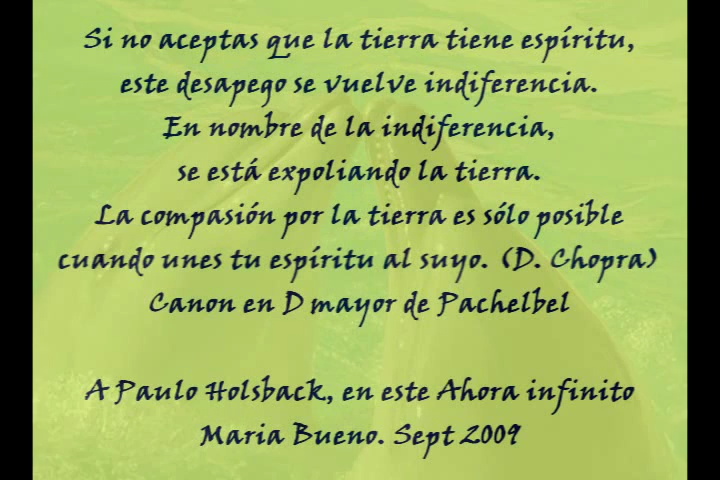 Si no aceptas que la tierra tiene espíritu,
este desapego se vuelve indiferencia.
En nombre de la indiferencia,
se está expoliando la tierra.
La compasión por la tierra es sólo posible
cuando unes tu espíritu al suyo. (D. Chopra)
Canon en D mayor de Pachelbel
A Paulo Holsback, en este Ahora infinito
Maria Bueno. Sept 2009